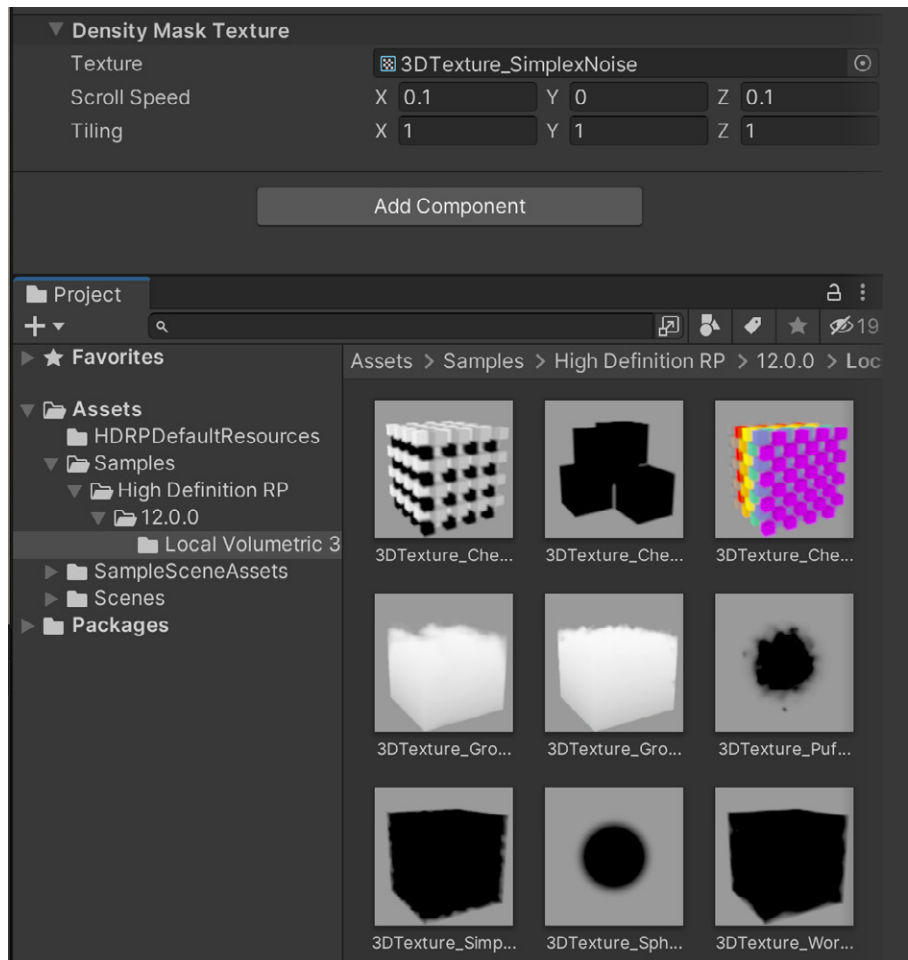 Density Mask Texture
Texture 3DTexture_SimplexNoise
Scroll Speed X 0.1 Y 0 Z 0.1
Tiling X 1 Y 1 Z 1
Add Component
Project
19
Favorites
Assets > Samples > High Definition RP > 12.0.0 > Loc
Assets
HDRPDefaultResources
Samples
High Definition RP
12.0.0
Local Volumetric 3
SampleSceneAssets
Scenes
Packages
3DTexture_Che... 3DTexture_Che... 3DTexture_Che...
3DTexture_Gro... 3DTexture_Gro... 3DTexture_Puf...
3DTexture_Simp... 3DTexture_Sph... 3DTexture_Wor...